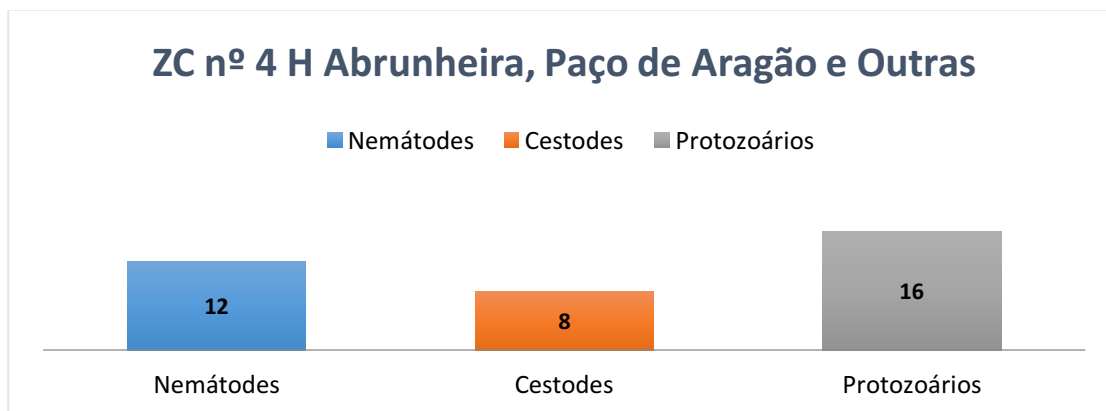 ZC nº 4 H Abrunheira, Paço de Aragão e Outras
Nemátodes Cestodes Protozoários
12
8
16
Nemátodes Cestodes Protozoários